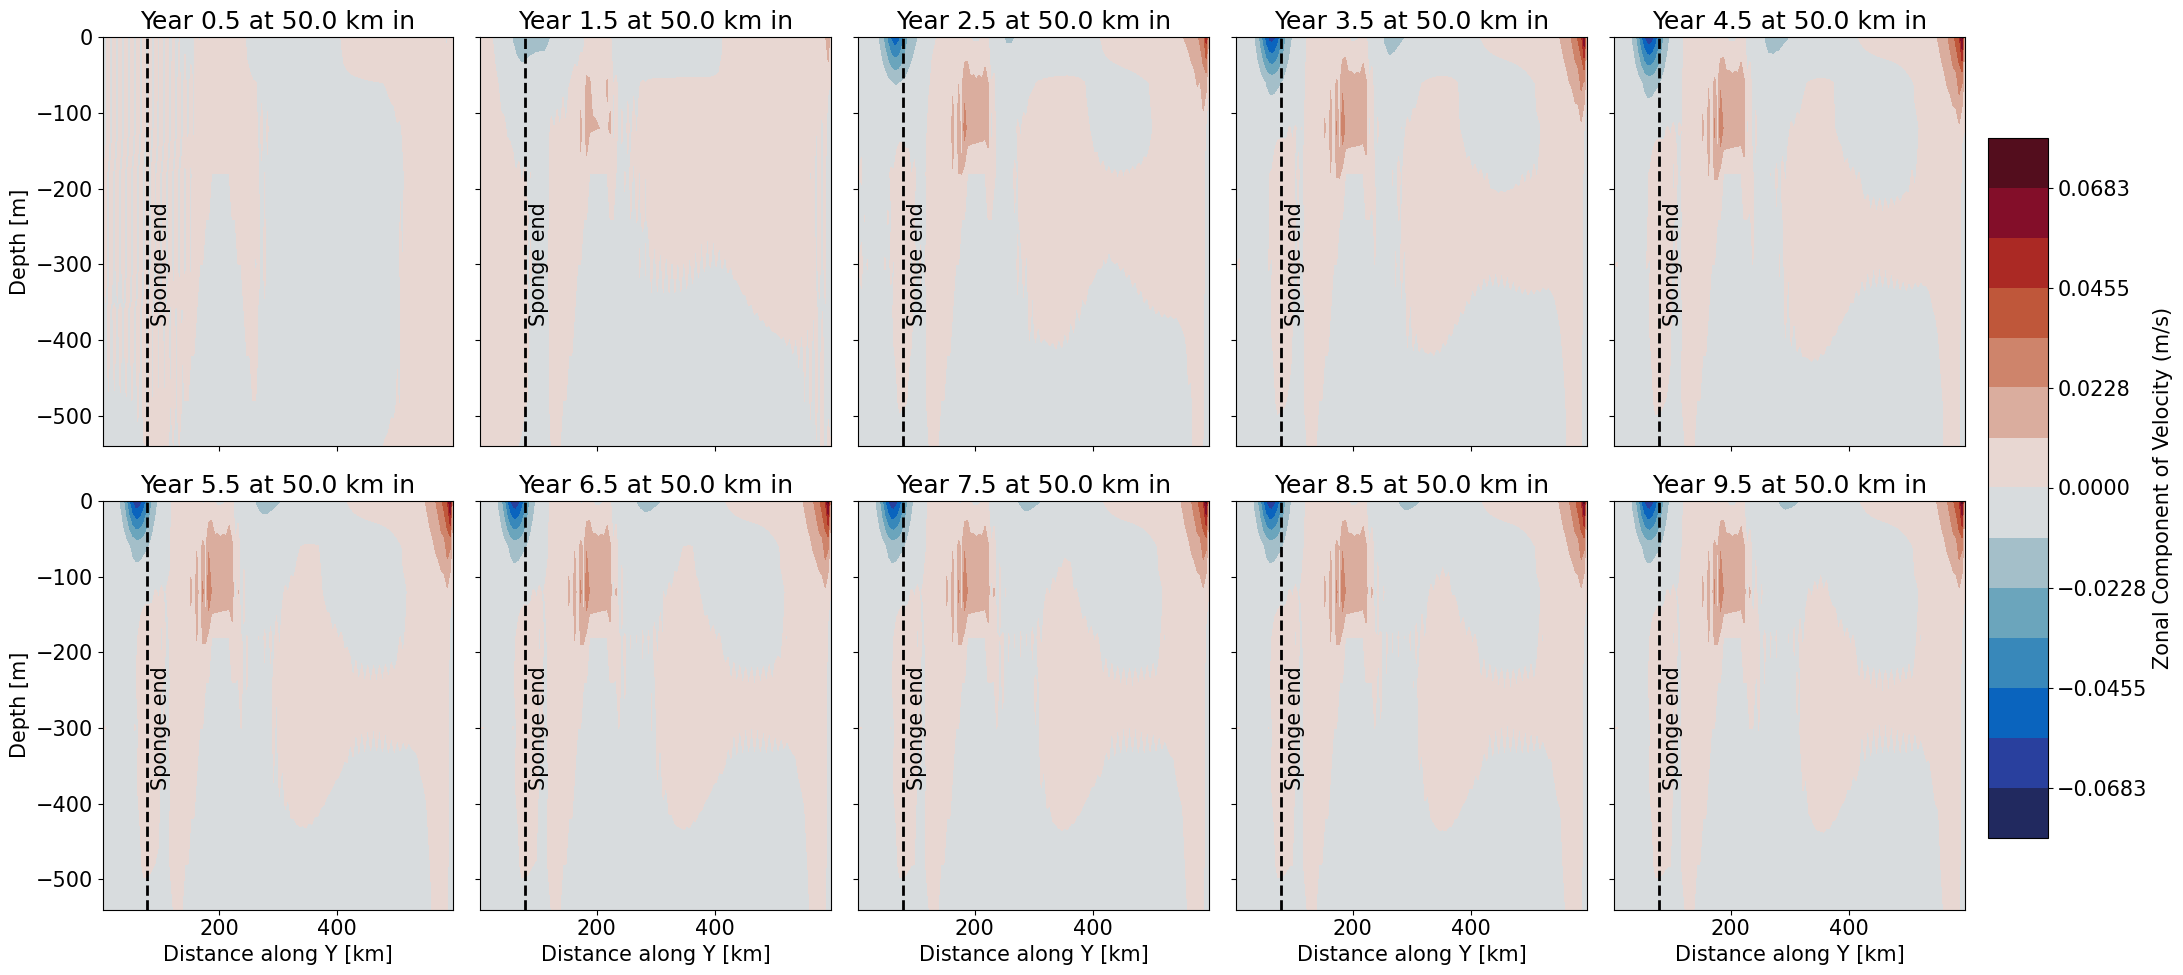 Year 0.5 at 50.0 km in
Year 1.5 at 50.0 km in
Year 2.5 at 50.0 km in
Year 3.5 at 50.0 km in
Year 4.5 at 50.0 km in
0
−100
−200
−300
−400
−500
Depth [m]
Sponge end
Sponge end
Sponge end
Sponge end
Sponge end
Year 5.5 at 50.0 km in
Year 6.5 at 50.0 km in
Year 7.5 at 50.0 km in
Year 8.5 at 50.0 km in
Year 9.5 at 50.0 km in
0
−100
−200
−300
−400
−500
Depth [m]
Sponge end
Sponge end
Sponge end
Sponge end
Sponge end
200 400
200 400
200 400
200 400
200 400
Distance along Y [km]
Distance along Y [km]
Distance along Y [km]
Distance along Y [km]
Distance along Y [km]
0.0683
0.0455
0.0228
0.0000
−0.0228
−0.0455
−0.0683
Zonal Component of Velocity (m/s)